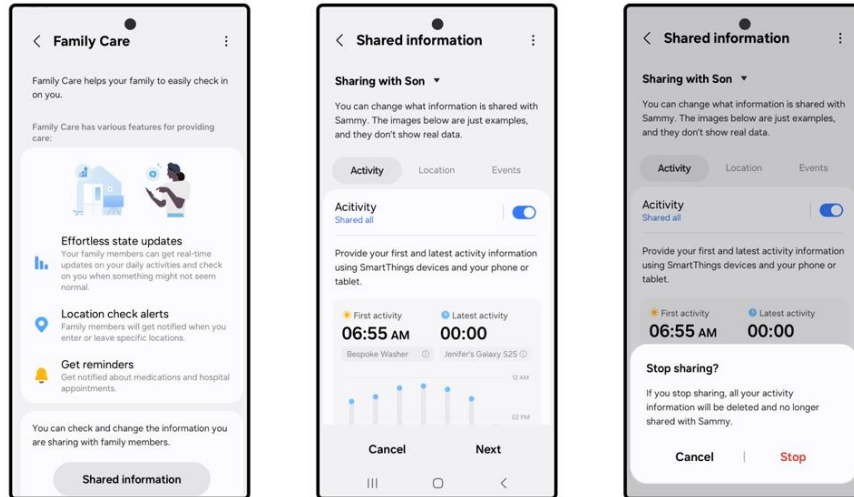 Family Care
Family Care helps your family to easily check in
on you.
Family Care has various features for providing
care:
Effortless state updates
Your family members can get real-time
updates on your daily activities and check
on you when something might not seem
normal.
Location check alerts
Family members will get notified when you
enter or leave specific locations.
Get reminders
Get notified about medications and hospital
appointments.
You can check and change the information you
are sharing with family members.
Shared information
Shared information
Sharing with Son
You can change what information is shared with
Sammy. The images below are just examples,
and they don't show real data.
Activity Location Events
Acitivity
Shared all
Provide your first and latest activity information
using SmartThings devices and your phone or
tablet.
First activity Latest activity
06:55 AM 00:00
Bespoke Washer Jenifer's Galaxy S25
12 AM
02 PM
Cancel Next
Shared information
Sharing with Son
You can change what information is shared with
Sammy. The images below are just examples,
and they don't show real data.
Activity Location Events
Acitivity
Shared all
Provide your first and latest activity information
using SmartThings devices and your phone or
tablet.
First activity Latest activity
06:55 AM 00:00
Stop sharing?
If you stop sharing, all your activity
information will be deleted and no longer
shared with Sammy.
Cancel Stop